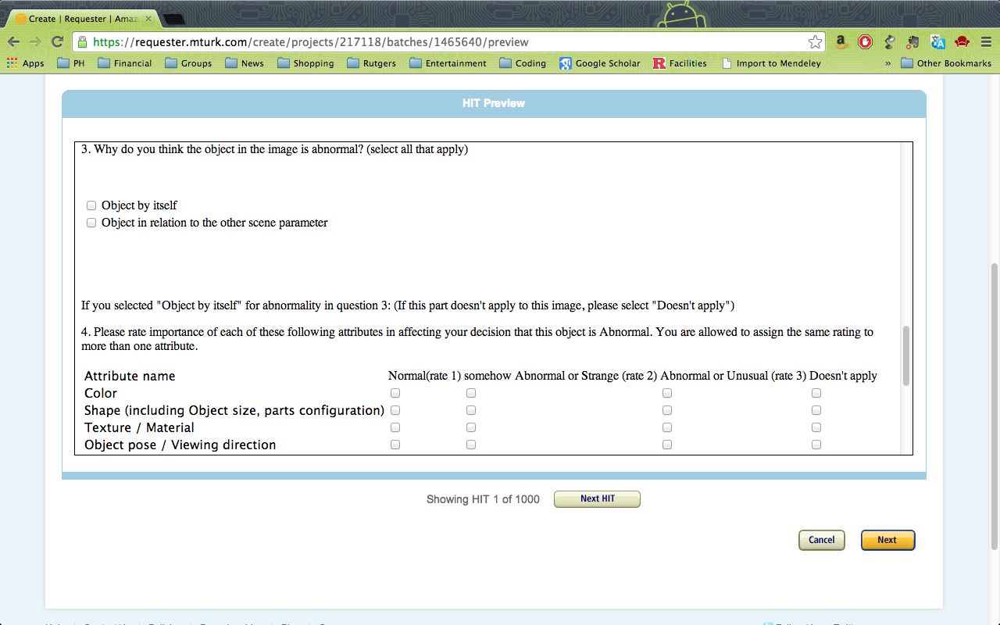 Create | Requester | Amaz
https://requester.mturk.com/create/projects/217118/batches/1465640/preview
Apps PH Financial Groups News Shopping Rutgers Entertainment Coding Google Scholar Facilities Import to Mendeley » Other Bookmarks
HIT Preview
3. Why do you think the object in the image is abnormal? (select all that apply)
Object by itself
Object in relation to the other scene parameter
If you selected "Object by itself" for abnormality in question 3: (If this part doesn't apply to this image, please select "Doesn't apply")
4. Please rate importance of each of these following attributes in affecting your decision that this object is Abnormal. You are allowed to assign the same rating to
more than one attribute.
Attribute name Normal(rate 1) somehow Abnormal or Strange (rate 2) Abnormal or Unusual (rate 3) Doesn't apply
Color
Shape (including Object size, parts configuration)
Texture / Material
Object pose / Viewing direction
Showing HIT 1 of 1000 Next HIT
Cancel Next